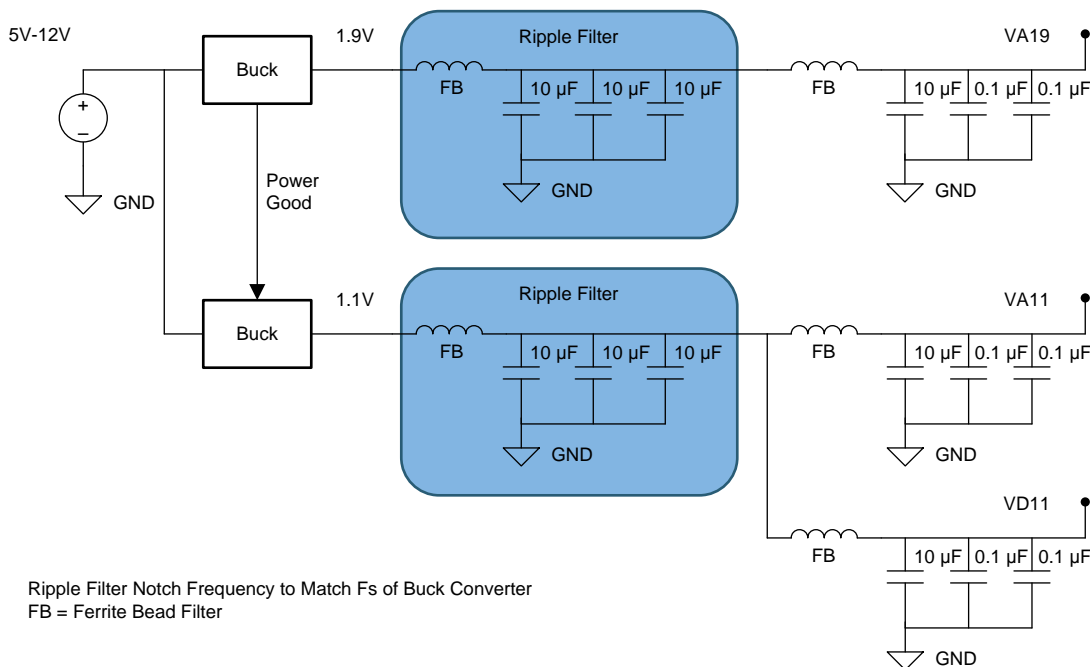 5V-12V
1.9V
Ripple Filter
VA19
Buck
+
–
FB
10 µF
10 µF
10 µF
FB
10 µF
0.1 µF
0.1 µF
GND
Power
Good
GND
GND
1.1V
Ripple Filter
VA11
Buck
FB
10 µF
10 µF
10 µF
FB
10 µF
0.1 µF
0.1 µF
GND
GND
VD11
FB
10 µF
0.1 µF
0.1 µF
Ripple Filter Notch Frequency to Match Fs of Buck Converter
FB = Ferrite Bead Filter
GND